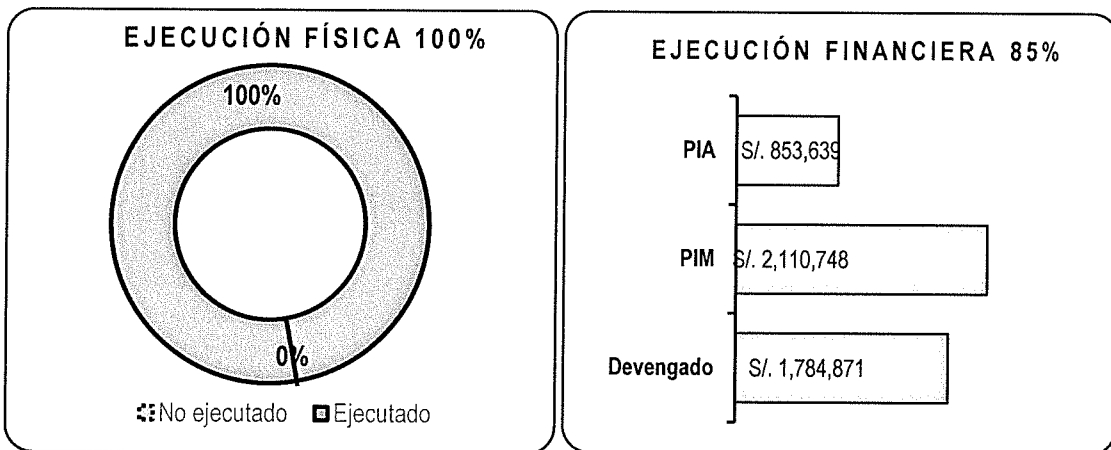 EJECUCIÓN FÍSICA 100%
100%
0%
No ejecutado Ejecutado
EJECUCIÓN FINANCIERA 85%
PIA S/. 853,639
PIM S/. 2,110,748
Devengado S/. 1,784,871